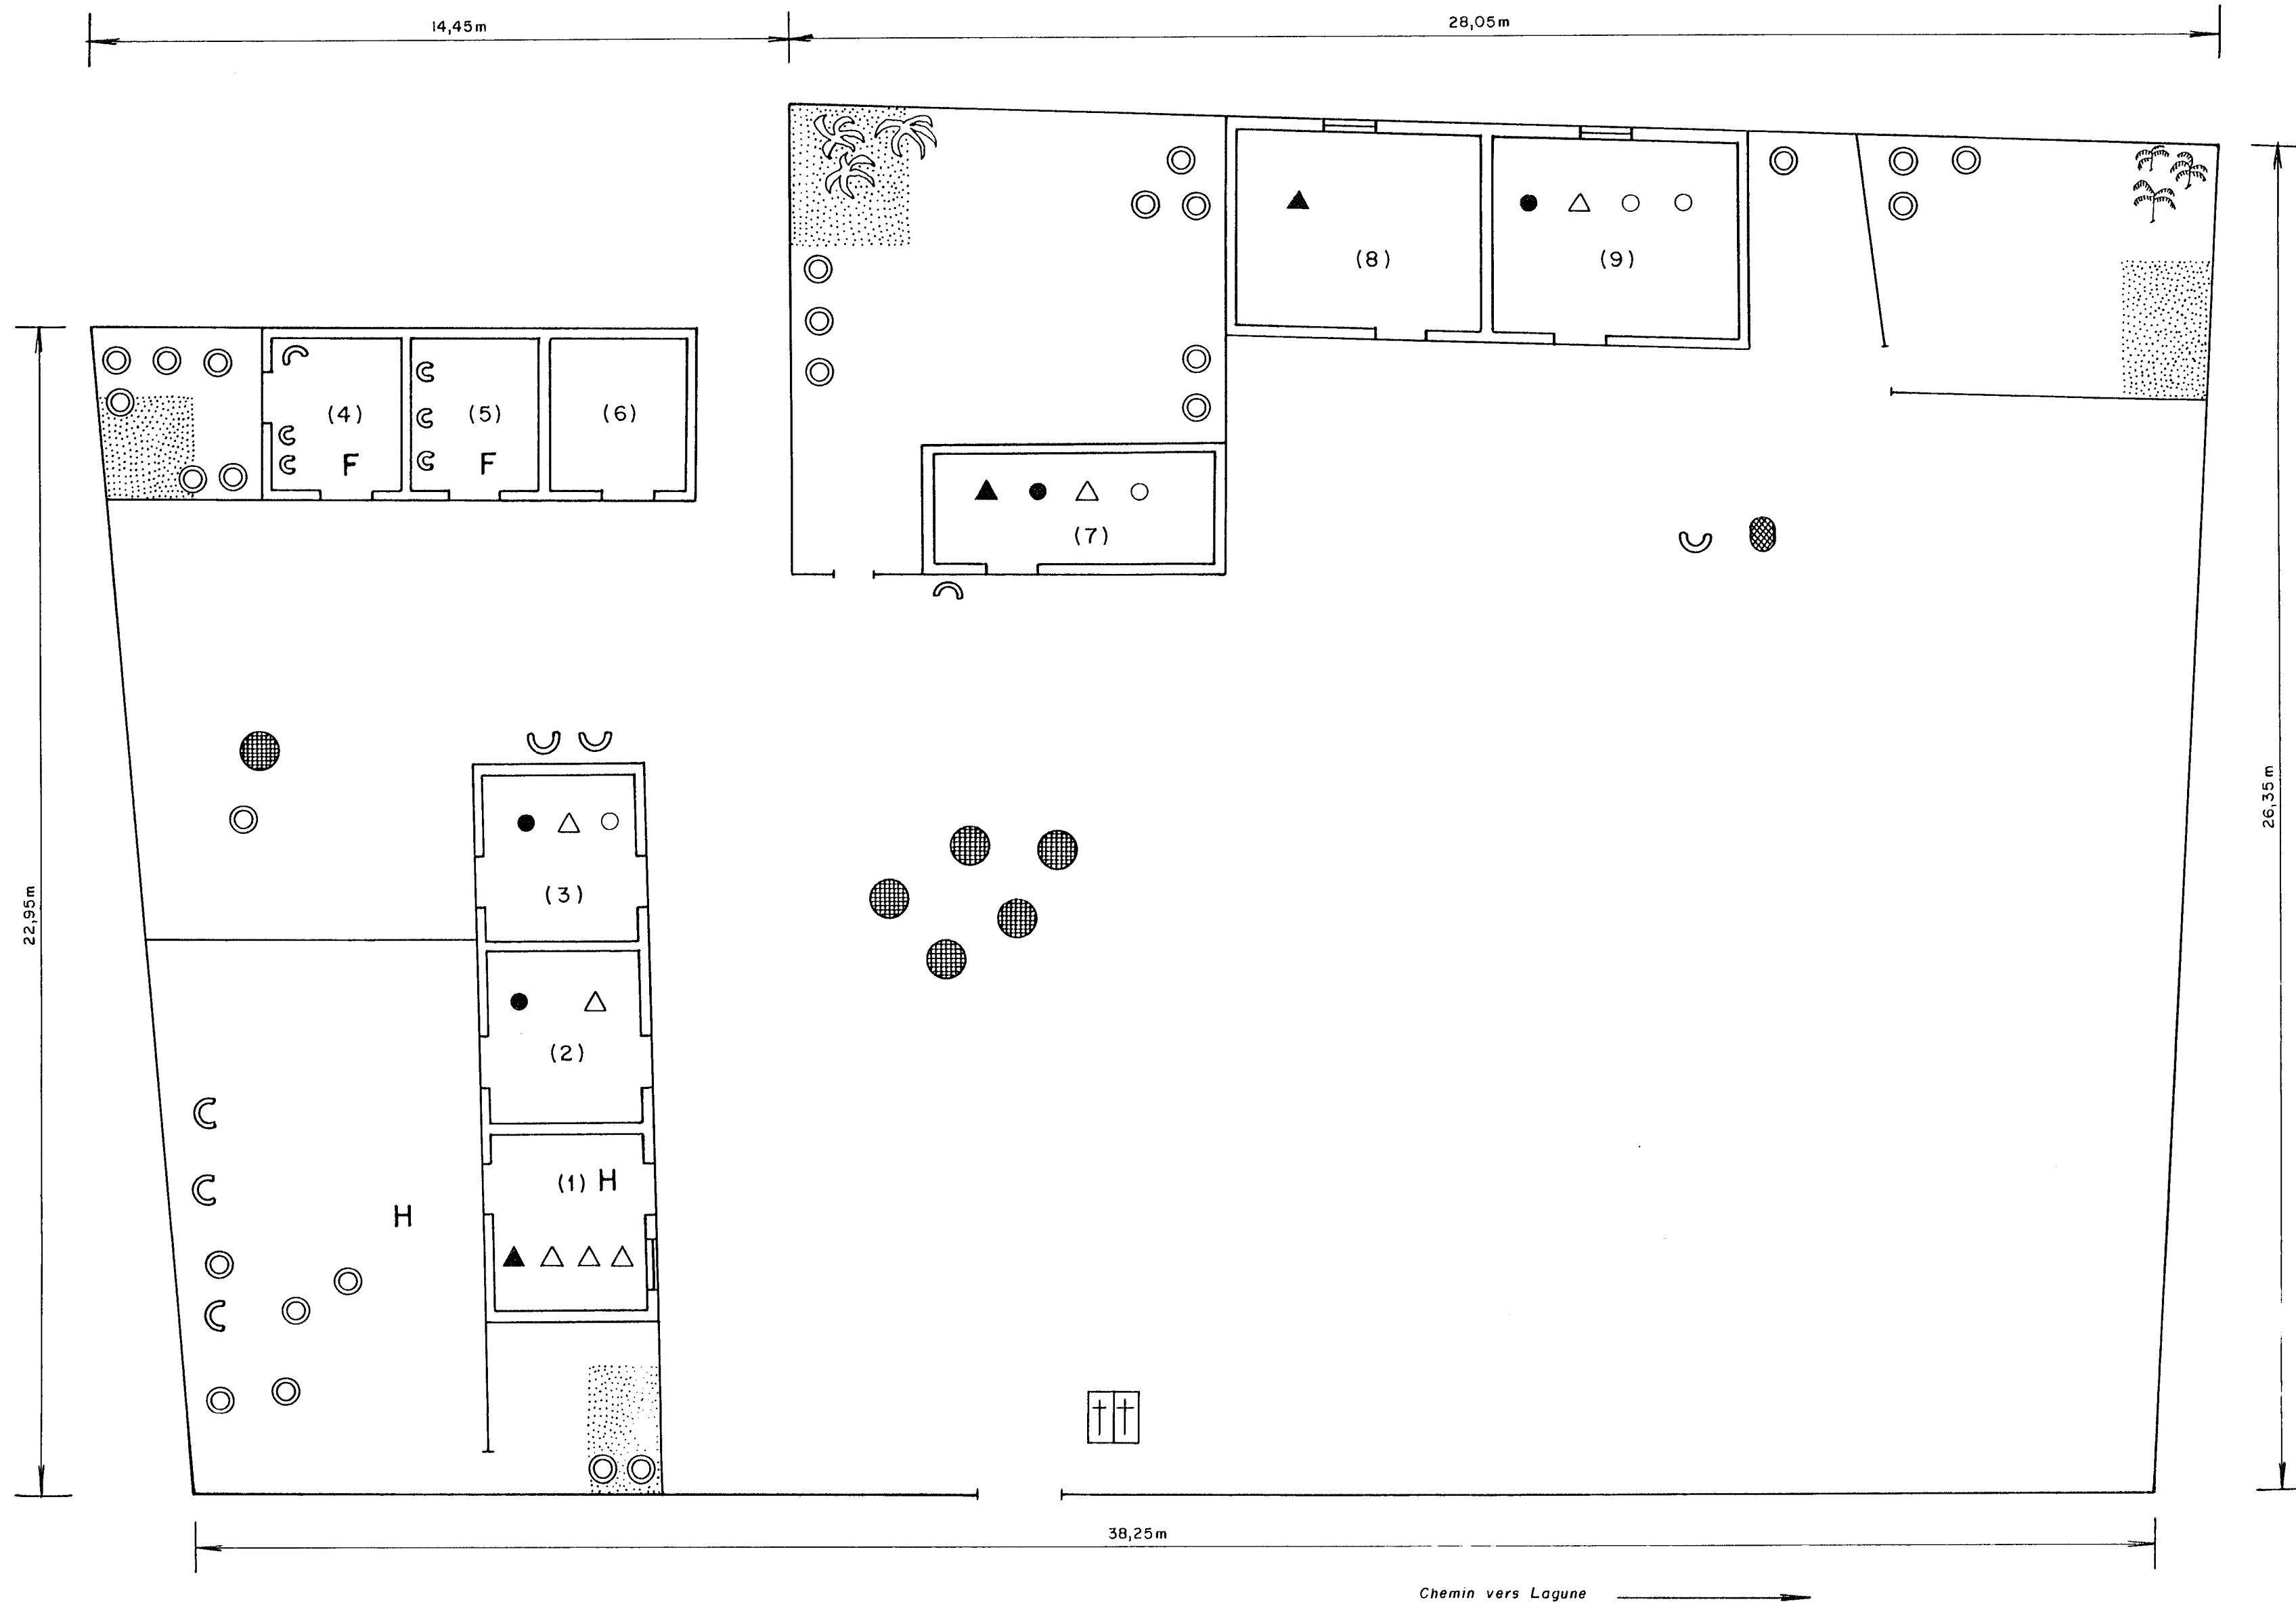 14,45m
28,05m
(8)
(9)
(4)
F
(5)
F
(6)
(7)
22,95m
26,35m
(3)
(2)
(1) H
H
38,25m
Chemin vers Lagune